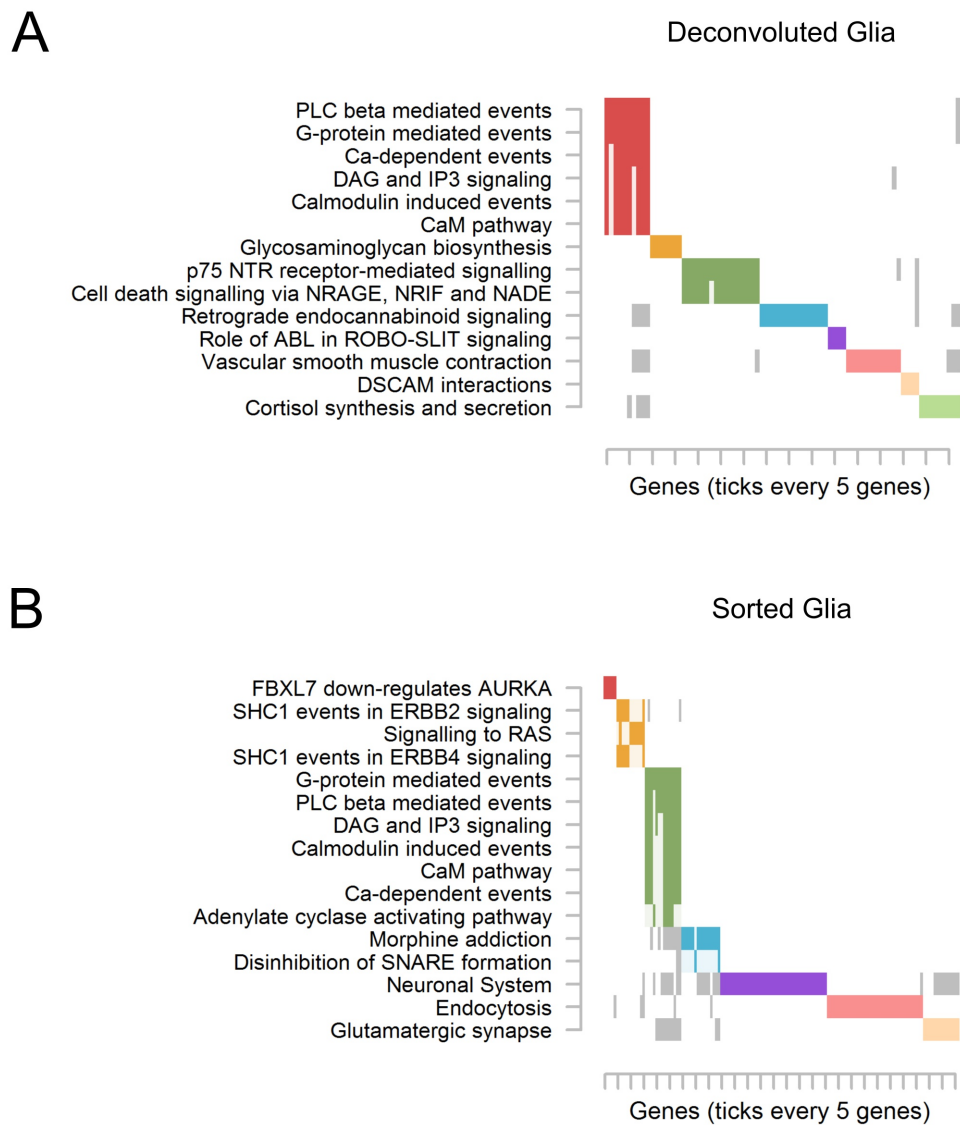 A
Deconvoluted Glia
PLC beta mediated events
G-protein mediated events
Ca-dependent events
DAG and IP3 signaling
Calmodulin induced events
CaM pathway
Glycosaminoglycan biosynthesis
p75 NTR receptor-mediated signalling
Cell death signalling via NRAGE, NRIF and NADE
Retrograde endocannabinoid signaling
Role of ABL in ROBO-SLIT signaling
Vascular smooth muscle contraction
DSCAM interactions
Cortisol synthesis and secretion
Genes (ticks every 5 genes)
B
Sorted Glia
FBXL7 down-regulates AURKA
SHC1 events in ERBB2 signaling
Signalling to RAS
SHC1 events in ERBB4 signaling
G-protein mediated events
PLC beta mediated events
DAG and IP3 signaling
Calmodulin induced events
CaM pathway
Ca-dependent events
Adenylate cyclase activating pathway
Morphine addiction
Disinhibition of SNARE formation
Neuronal System
Endocytosis
Glutamatergic synapse
Genes (ticks every 5 genes)